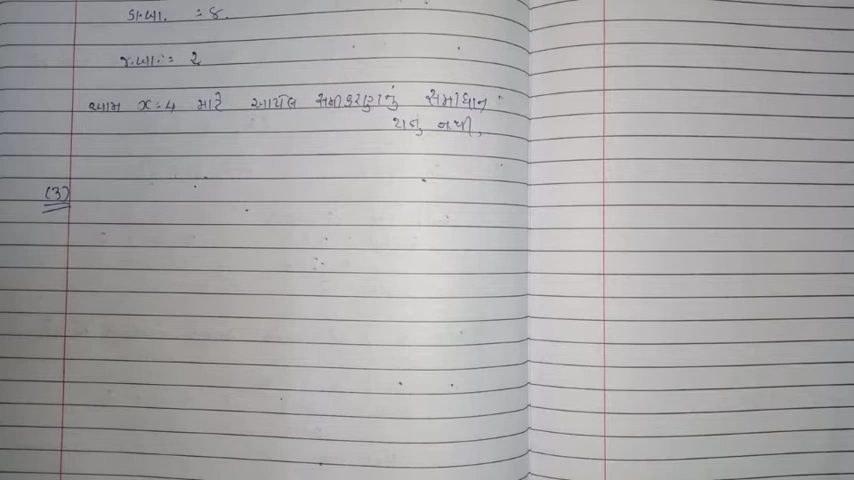 ડા.બા. = ૪.
જ.બા. = ૨
આમ x = 4 માટે આપેલ સમીકરણનું સમાધાન
થતું નથી.
(3)